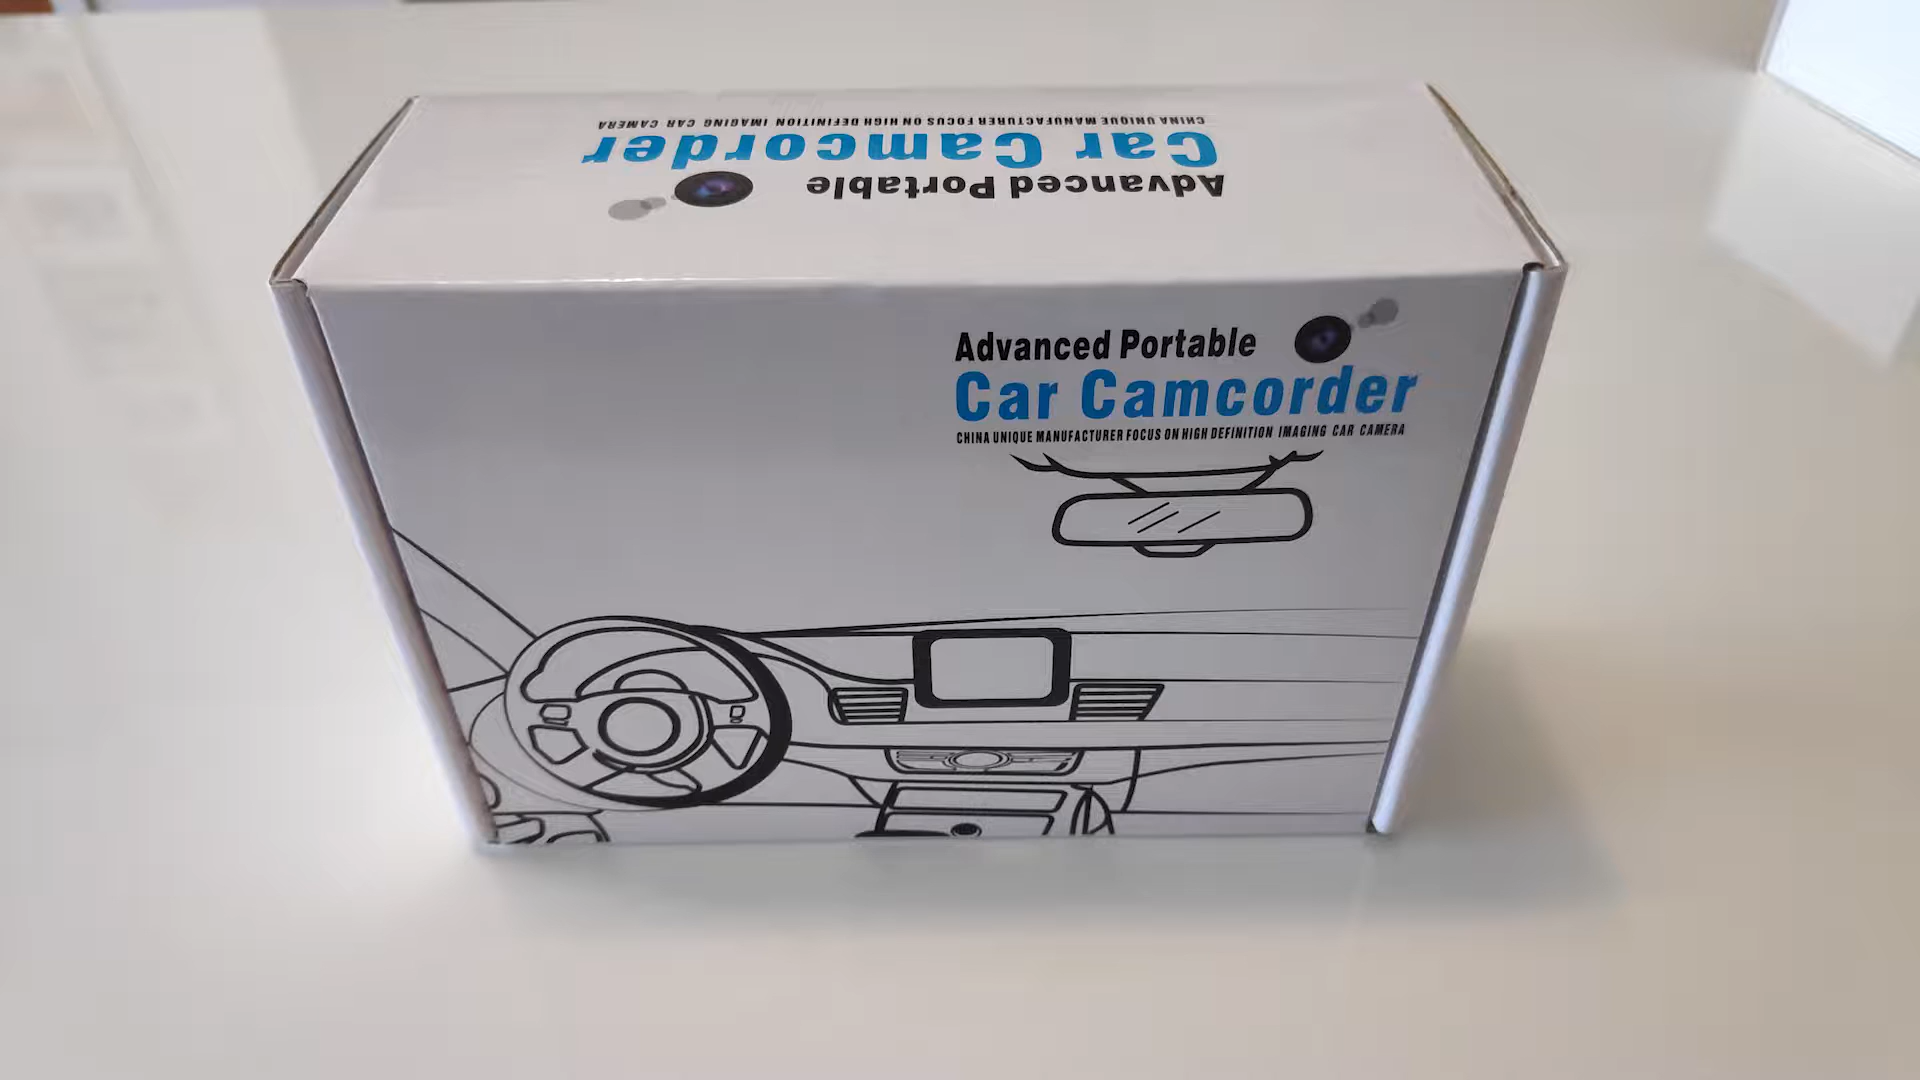 CHINA UNIQUE MANUFACTURER FOCUS ON HIGH DEFINITION IMAGING CAR CAMERA
Car Camcorder
Advanced Portable
Advanced Portable
Car Camcorder
CHINA UNIQUE MANUFACTURER FOCUS ON HIGH DEFINITION IMAGING CAR CAMERA